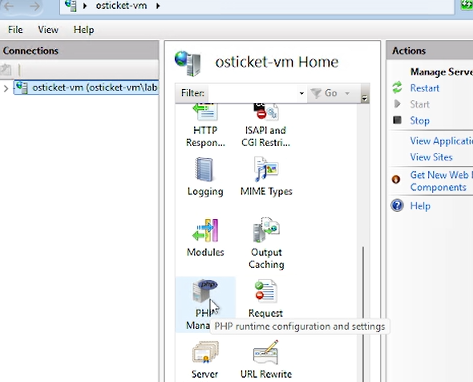 osticket-vm
File View Help
Connections
osticket-vm (osticket-vm\lab
osticket-vm Home
Filter:
Go
HTTP Respon...
ISAPI and CGI Restri...
Logging
MIME Types
Modules
Output Caching
php
PHP
Mana
Request
PHP runtime configuration and settings
Server
URL Rewrite
Actions
Manage Serve
Restart
Start
Stop
View Applicati
View Sites
Get New Web
Components
Help